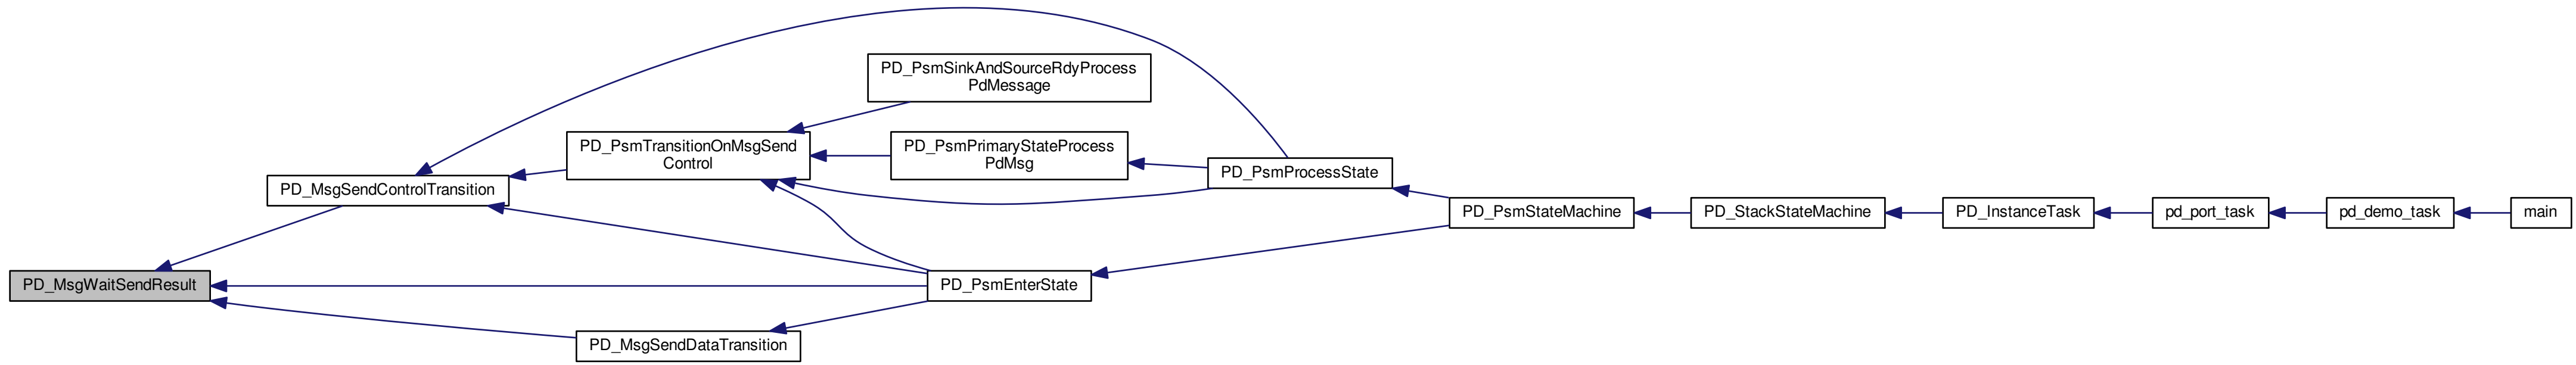 PD_MsgWaitSendResult
PD_MsgSendControlTransition
PD_PsmTransitionOnMsgSend
Control
PD_PsmSinkAndSourceRdyProcess
PdMessage
PD_PsmPrimaryStateProcess
PdMsg
PD_PsmProcessState
PD_PsmEnterState
PD_MsgSendDataTransition
PD_PsmStateMachine
PD_StackStateMachine
PD_InstanceTask
pd_port_task
pd_demo_task
main